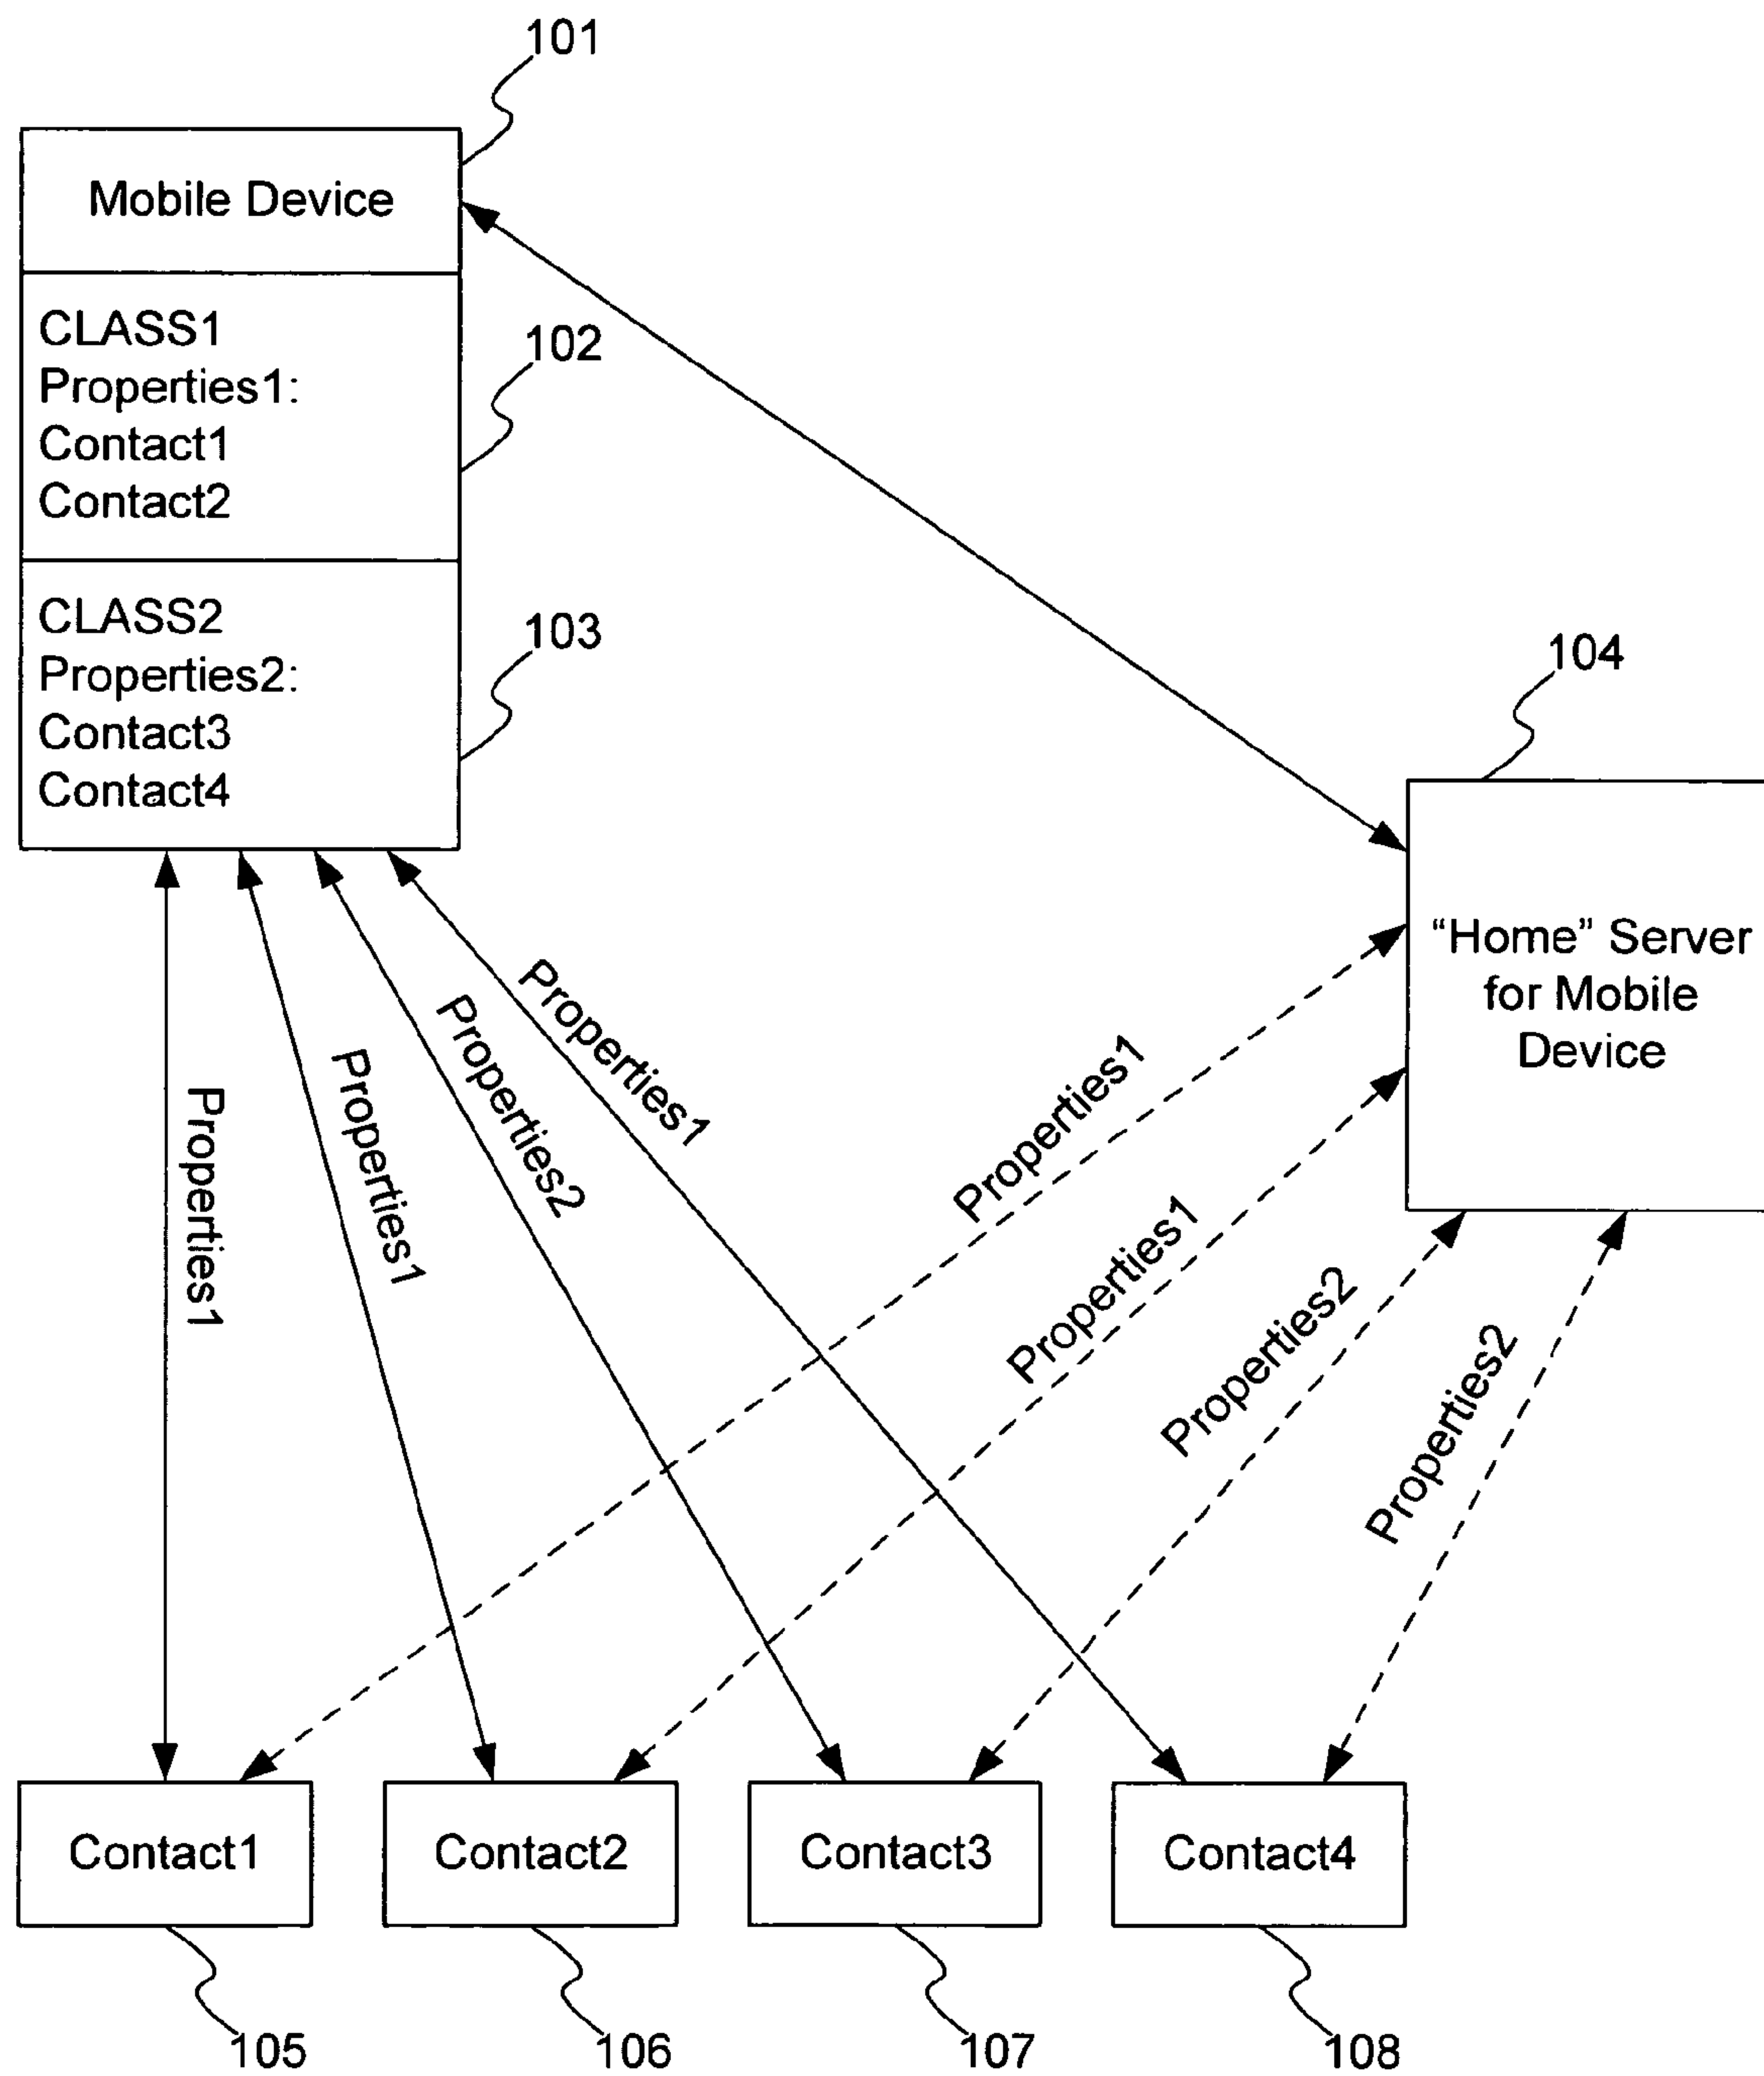 101
Mobile Device
CLASS1
Properties1:
Contact1
Contact2
102
CLASS2
Properties2:
Contact3
Contact4
103
104
“Home” Server
for Mobile
Device
Properties1
Properties1
Properties2
Properties1
Properties1
Properties1
Properties2
Properties2
Contact1
Contact2
Contact3
Contact4
105
106
107
108